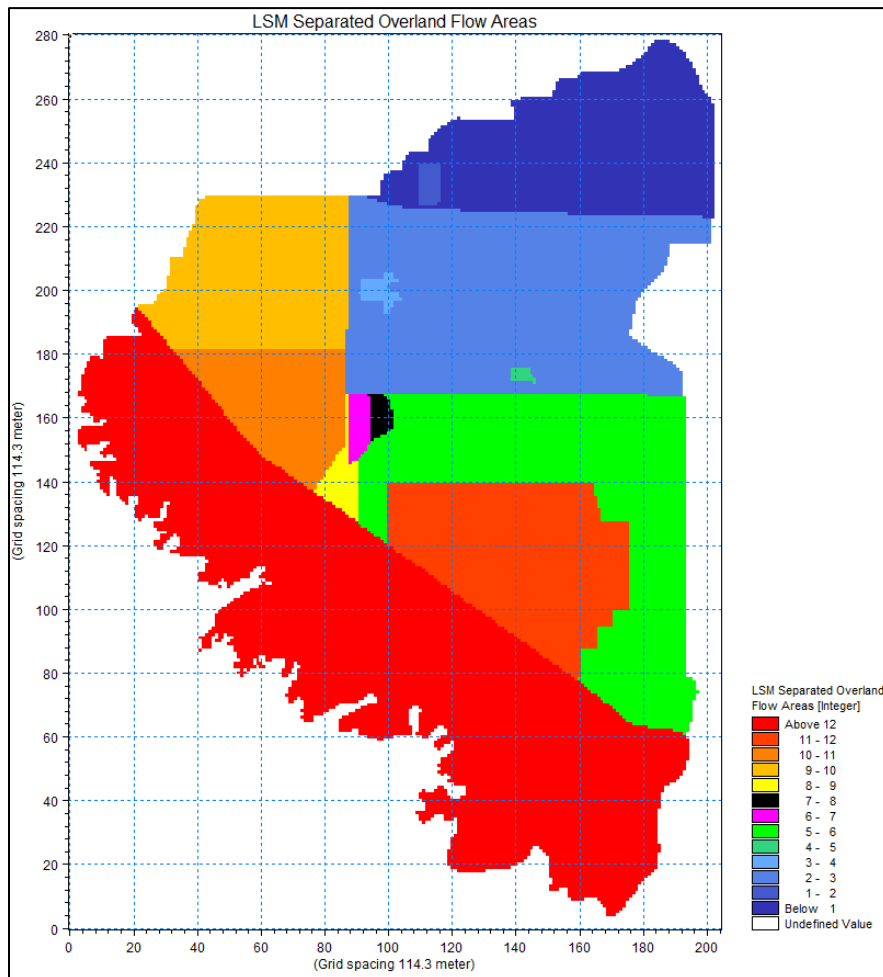 LSM Separated Overland Flow Areas
280
260
240
220
200
180
160
140
120
100
80
60
40
20
0
(Grid spacing 114.3 meter)
0 20 40 60 80 100 120 140 160 180 200
(Grid spacing 114.3 meter)
LSM Separated Overland
Flow Areas [Integer]
Above 12
11 - 12
10 - 11
9 - 10
8 - 9
7 - 8
6 - 7
5 - 6
4 - 5
3 - 4
2 - 3
1 - 2
Below 1
Undefined Value